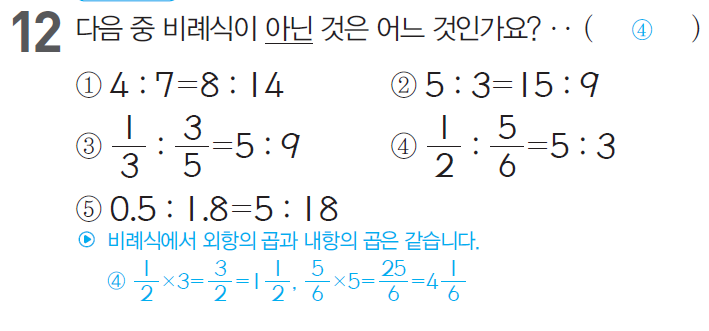 12 다음 중 비례식이 아닌 것은 어느 것인가요? ‥ ( ④ )
① 4 : 7=8 : 14 ② 5 : 3=15 : 9
③ 1/3 : 3/5=5 : 9 ④ 1/2 : 5/6=5 : 3
⑤ 0.5 : 1.8=5 : 18
비례식에서 외항의 곱과 내항의 곱은 같습니다.
④ 1/2×3=3/2=1 1/2, 5/6×5=25/6=4 1/6